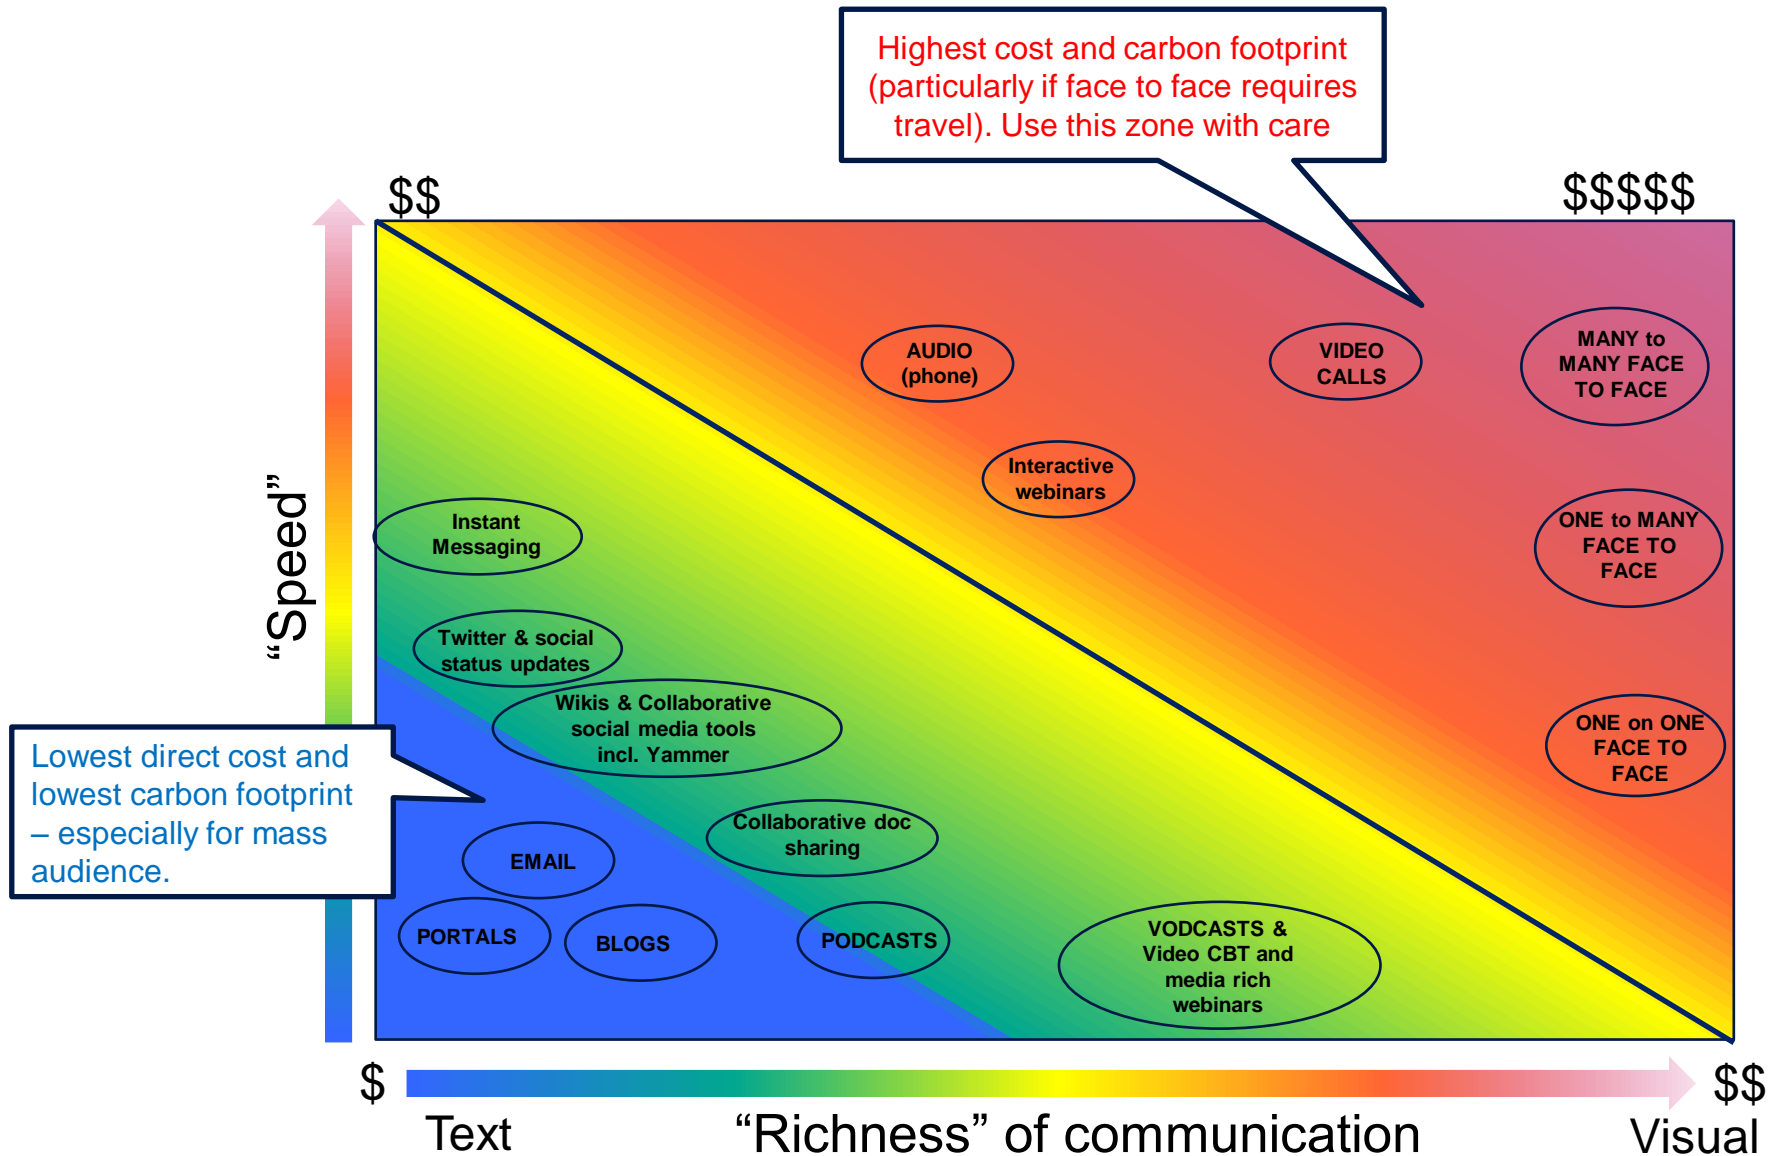 Highest cost and carbon footprint
(particularly if face to face requires
travel). Use this zone with care
$$
$$$$$
“Speed”
AUDIO
(phone)
VIDEO
CALLS
MANY to
MANY FACE
TO FACE
Interactive
webinars
Instant
Messaging
ONE to MANY
FACE TO
FACE
Twitter & social
status updates
Wikis & Collaborative
social media tools
incl. Yammer
ONE on ONE
FACE TO
FACE
Lowest direct cost and
lowest carbon footprint
– especially for mass
audience.
Collaborative doc
sharing
EMAIL
PORTALS
BLOGS
PODCASTS
VODCASTS &
Video CBT and
media rich
webinars
$
$$
Text
“Richness” of communication
Visual